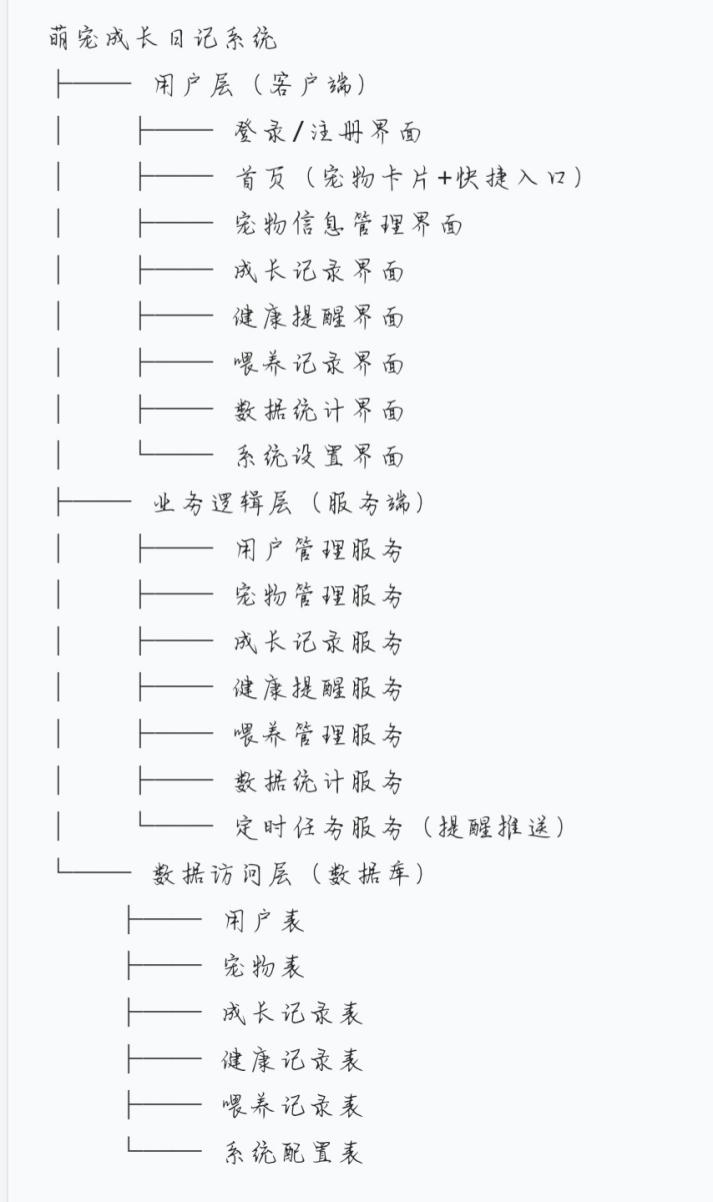 萌宠成长日记系统
├── 用户层（客户端）
│   ├── 登录/注册界面
│   ├── 首页（宠物卡片+快捷入口）
│   ├── 宠物信息管理界面
│   ├── 成长记录界面
│   ├── 健康提醒界面
│   ├── 喂养记录界面
│   ├── 数据统计界面
│   └── 系统设置界面
├── 业务逻辑层（服务端）
│   ├── 用户管理服务
│   ├── 宠物管理服务
│   ├── 成长记录服务
│   ├── 健康提醒服务
│   ├── 喂养管理服务
│   ├── 数据统计服务
│   └── 定时任务服务（提醒推送）
└── 数据访问层（数据库）
    ├── 用户表
    ├── 宠物表
    ├── 成长记录表
    ├── 健康记录表
    ├── 喂养记录表
    └── 系统配置表